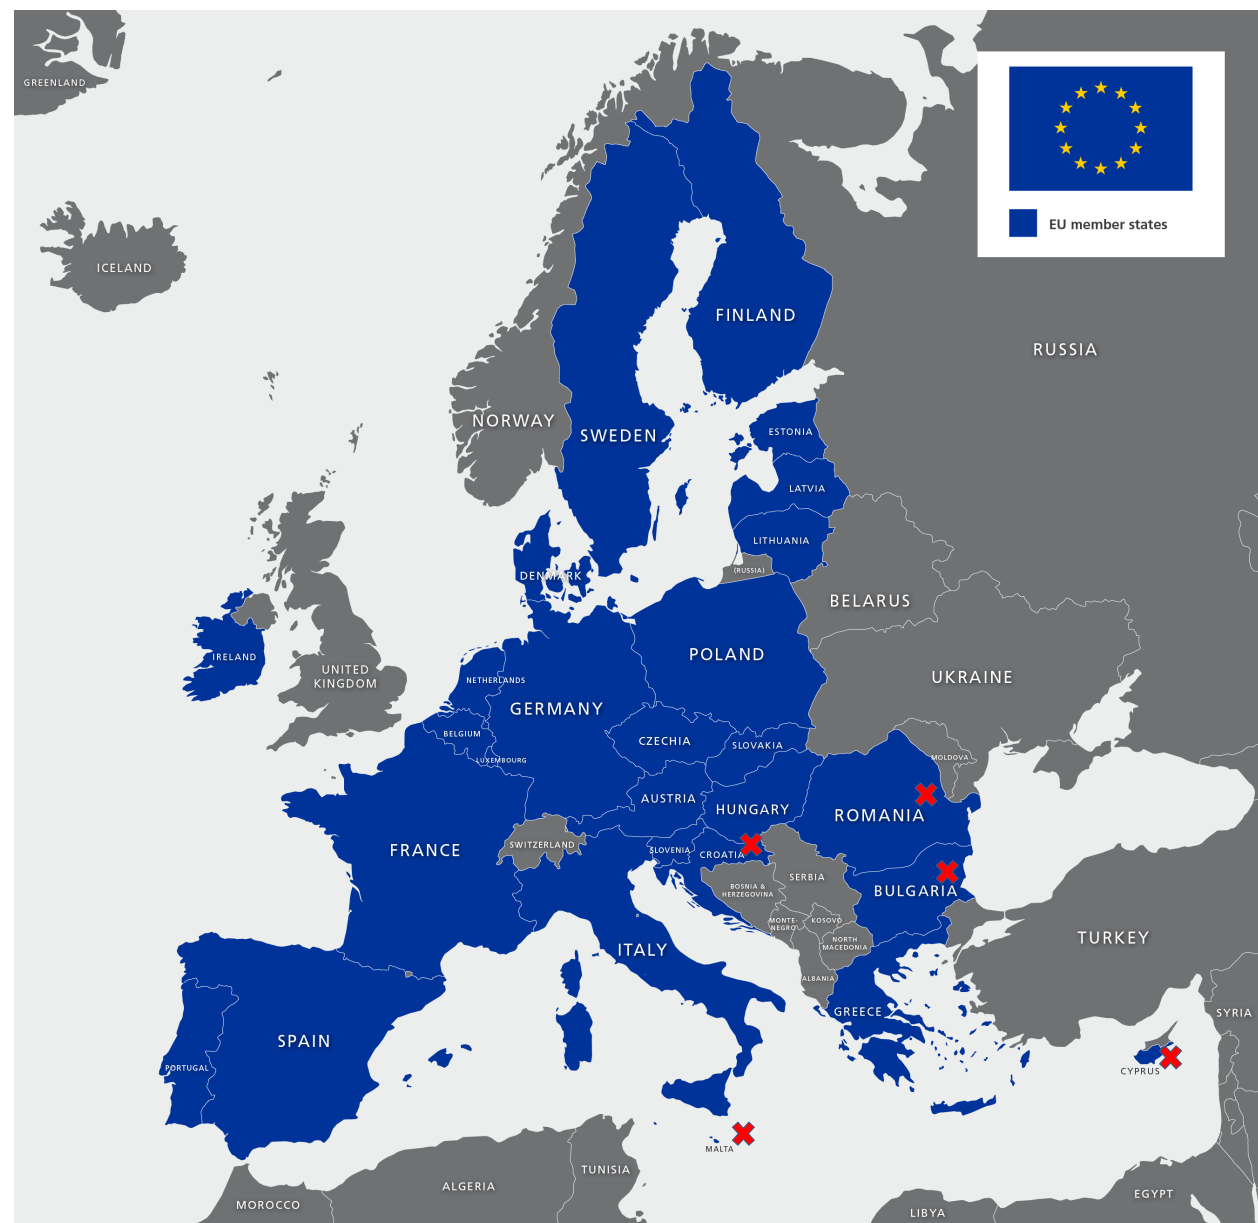 GREENLAND
EU member states
ICELAND
FINLAND
RUSSIA
NORWAY
SWEDEN
ESTONIA
LATVIA
LITHUANIA
(RUSSIA)
DENMARK
BELARUS
IRELAND
UNITED
KINGDOM
POLAND
NETHERLANDS
UKRAINE
GERMANY
BELGIUM
CZECHIA
SLOVAKIA
LUXEMBOURG
MOLDOVA
AUSTRIA
HUNGARY
ROMANIA
SWITZERLAND
FRANCE
SLOVENIA
CROATIA
SERBIA
BOSNIA &
HERZEGOVINA
BULGARIA
MONTE-
NEGRO
KOSOVO
NORTH
MACEDONIA
TURKEY
ITALY
ALBANIA
GREECE
SYRIA
SPAIN
PORTUGAL
CYPRUS
MALTA
TUNISIA
ALGERIA
MOROCCO
EGYPT
LIBYA